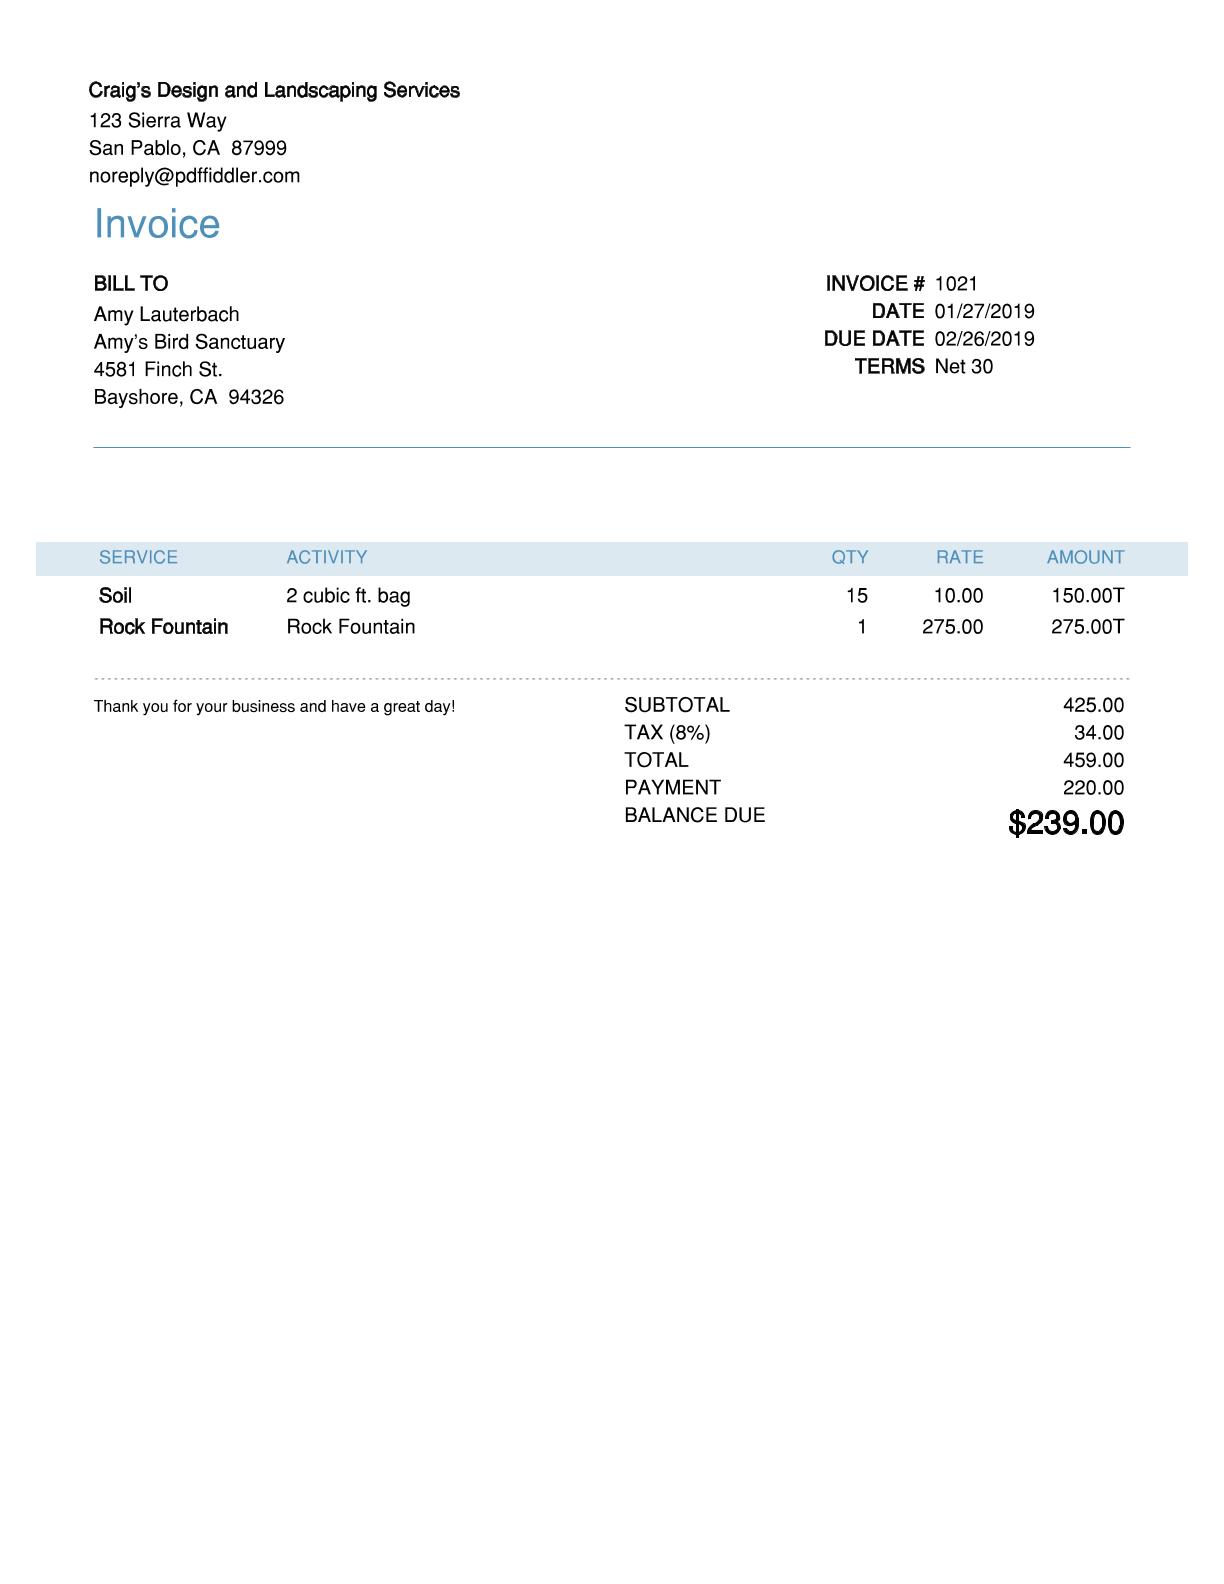 Craig's Design and Landscaping Services
123 Sierra Way
San Pablo, CA  87999
noreply@pdffiddler.com
Invoice
BILL TO
Amy Lauterbach
Amy's Bird Sanctuary
4581 Finch St.
Bayshore, CA  94326
INVOICE # 1021
DATE 01/27/2019
DUE DATE 02/26/2019
TERMS Net 30
SERVICE ACTIVITY QTY RATE AMOUNT
Soil 2 cubic ft. bag 15 10.00 150.00T
Rock Fountain Rock Fountain 1 275.00 275.00T
Thank you for your business and have a great day!
SUBTOTAL 425.00
TAX (8%) 34.00
TOTAL 459.00
PAYMENT 220.00
BALANCE DUE $239.00